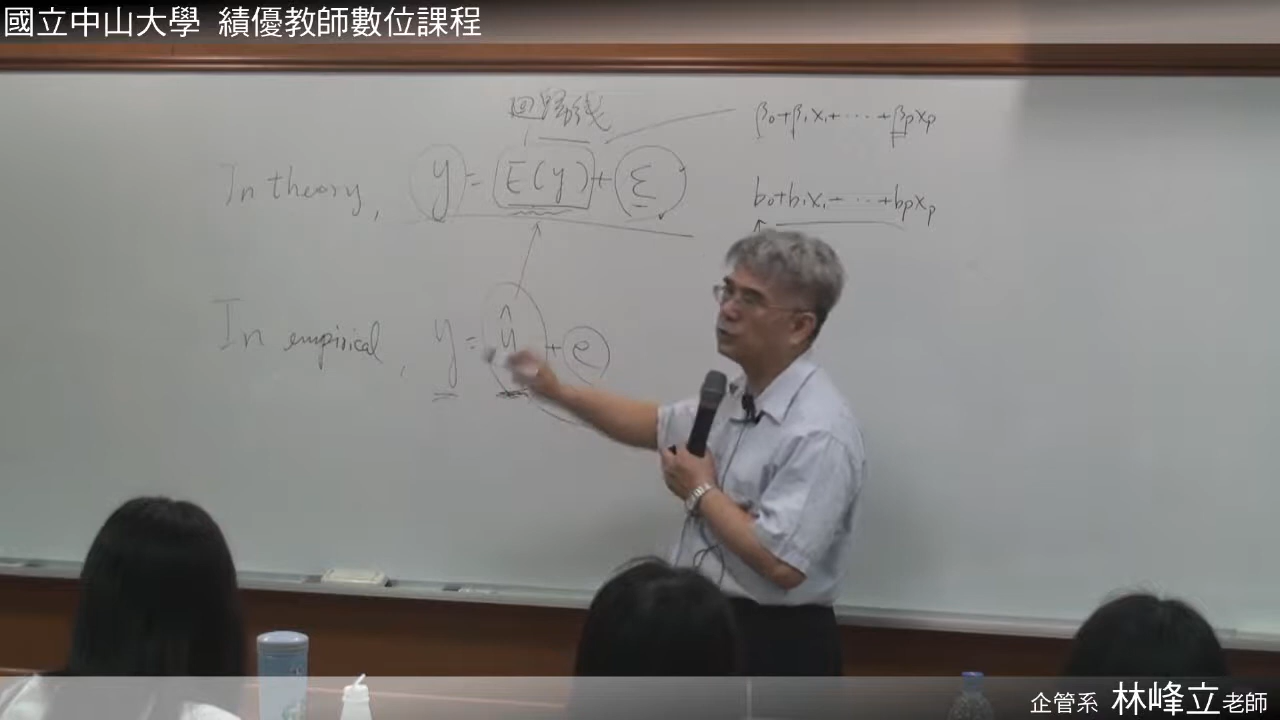 國立中山大學 績優教師數位課程
回歸線
β₀+β₁x₁+⋯+βₚxₚ
In theory, y=E(y)+ε
b₀+b₁x₁+⋯+bₚxₚ
In empirical, y=ŷ+e
企管系 林峰立老師